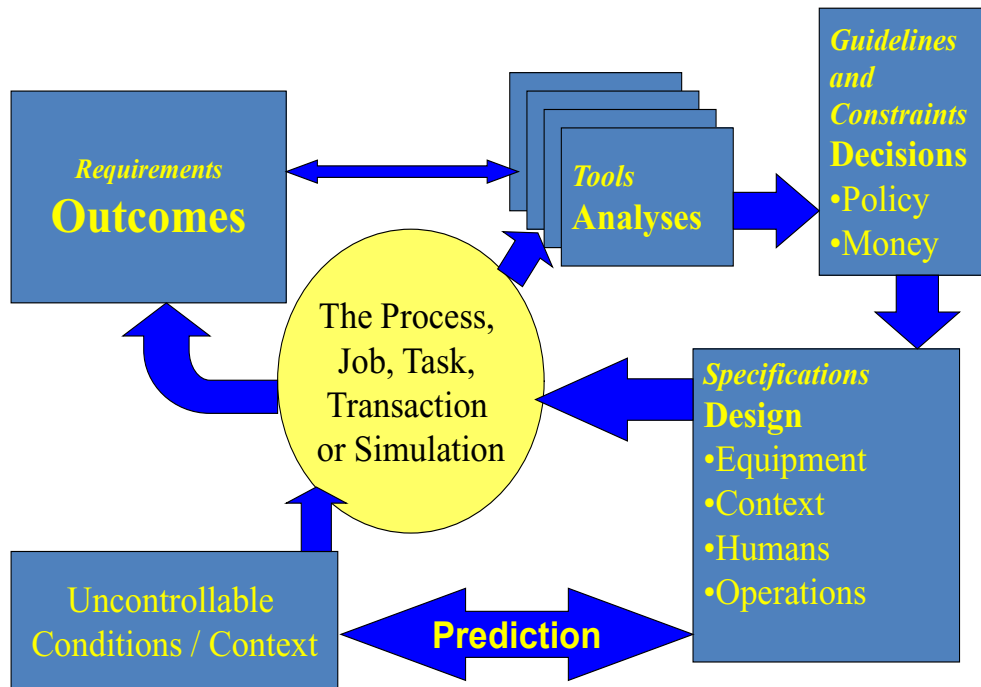 Requirements
Outcomes
Tools
Analyses
Guidelines
and
Constraints
Decisions
•Policy
•Money
The Process,
Job, Task,
Transaction
or Simulation
Specifications
Design
•Equipment
•Context
•Humans
•Operations
Uncontrollable
Conditions / Context
Prediction